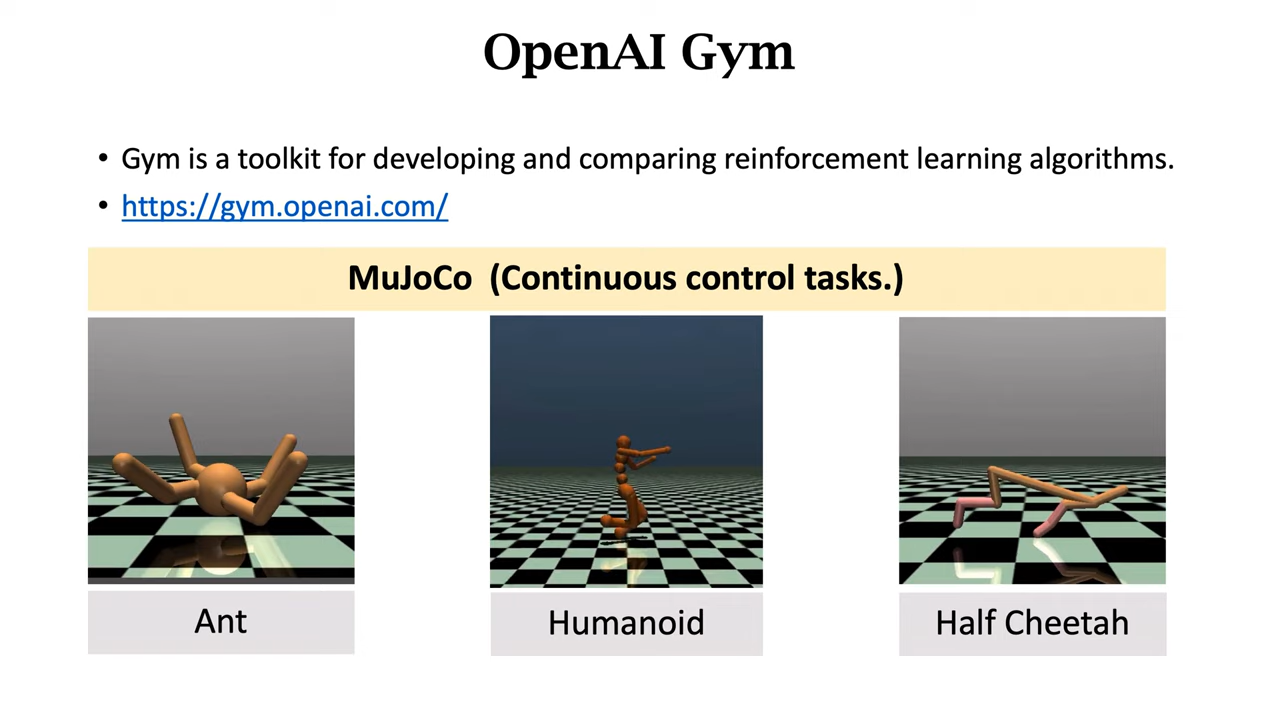 OpenAI Gym
• Gym is a toolkit for developing and comparing reinforcement learning algorithms.
• https://gym.openai.com/
MuJoCo (Continuous control tasks.)
Ant
Humanoid
Half Cheetah